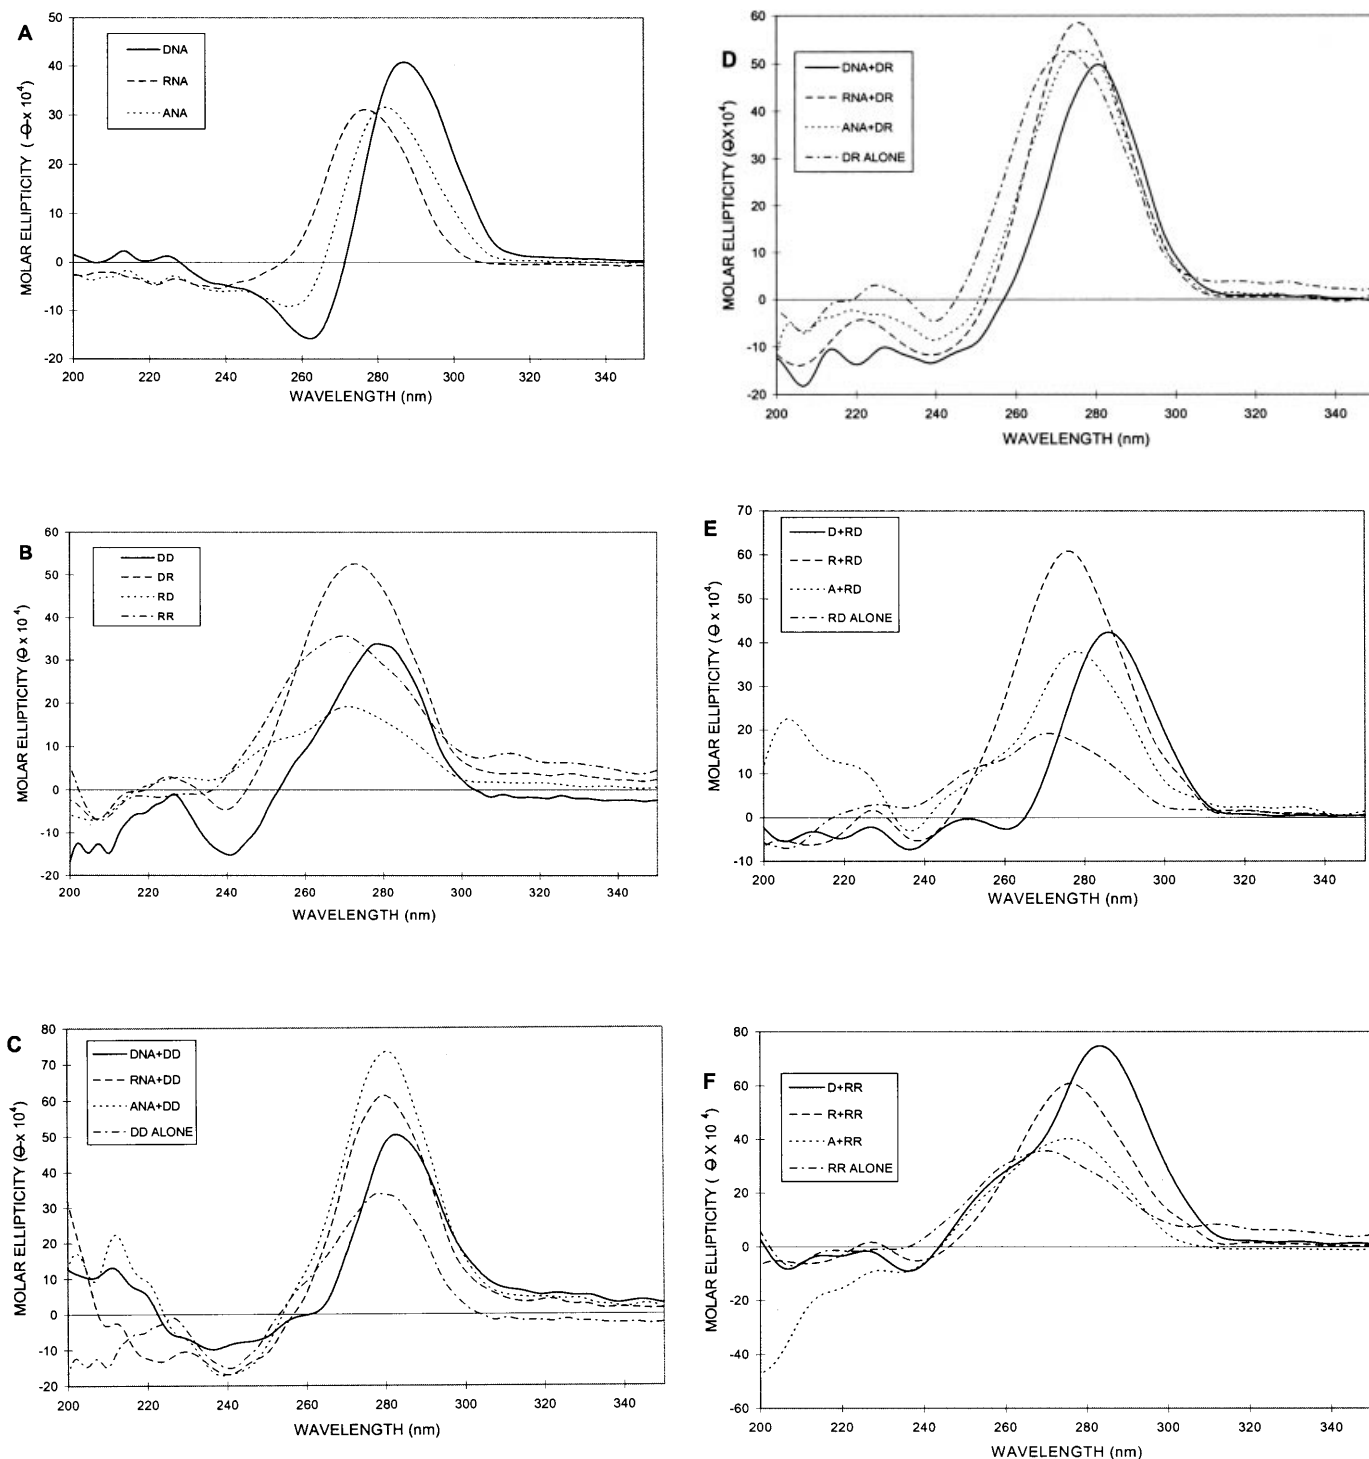 A
DNA
RNA
ANA
MOLAR ELLIPTICITY ( Θ x 10⁴)
50
40
30
20
10
0
-10
-20
200 220 240 260 280 300 320 340
WAVELENGTH (nm)
B
DD
DR
RD
RR
MOLAR ELLIPTICITY (Θ x 10⁴)
60
50
40
30
20
10
0
-10
-20
200 220 240 260 280 300 320 340
WAVELENGTH (nm)
C
DNA+DD
RNA+DD
ANA+DD
DD ALONE
MOLAR ELLIPTICITY (Θ x 10⁴)
80
70
60
50
40
30
20
10
0
-10
-20
200 220 240 260 280 300 320 340
WAVELENGTH (nm)
D
DNA+DR
RNA+DR
ANA+DR
DR ALONE
MOLAR ELLIPTICITY (ΘX10⁴)
60
50
40
30
20
10
0
-10
-20
200 220 240 260 280 300 320 340
WAVELENGTH (nm)
E
D+RD
R+RD
A+RD
RD ALONE
MOLAR ELLIPTICITY ( Θ x 10⁴)
70
60
50
40
30
20
10
0
-10
200 220 240 260 280 300 320 340
WAVELENGTH (nm)
F
D+RR
R+RR
A+RR
RR ALONE
MOLAR ELLIPTICITY ( Θ X 10 ⁴)
80
60
40
20
0
-20
-40
-60
200 220 240 260 280 300 320 340
WAVELENGTH (nm)